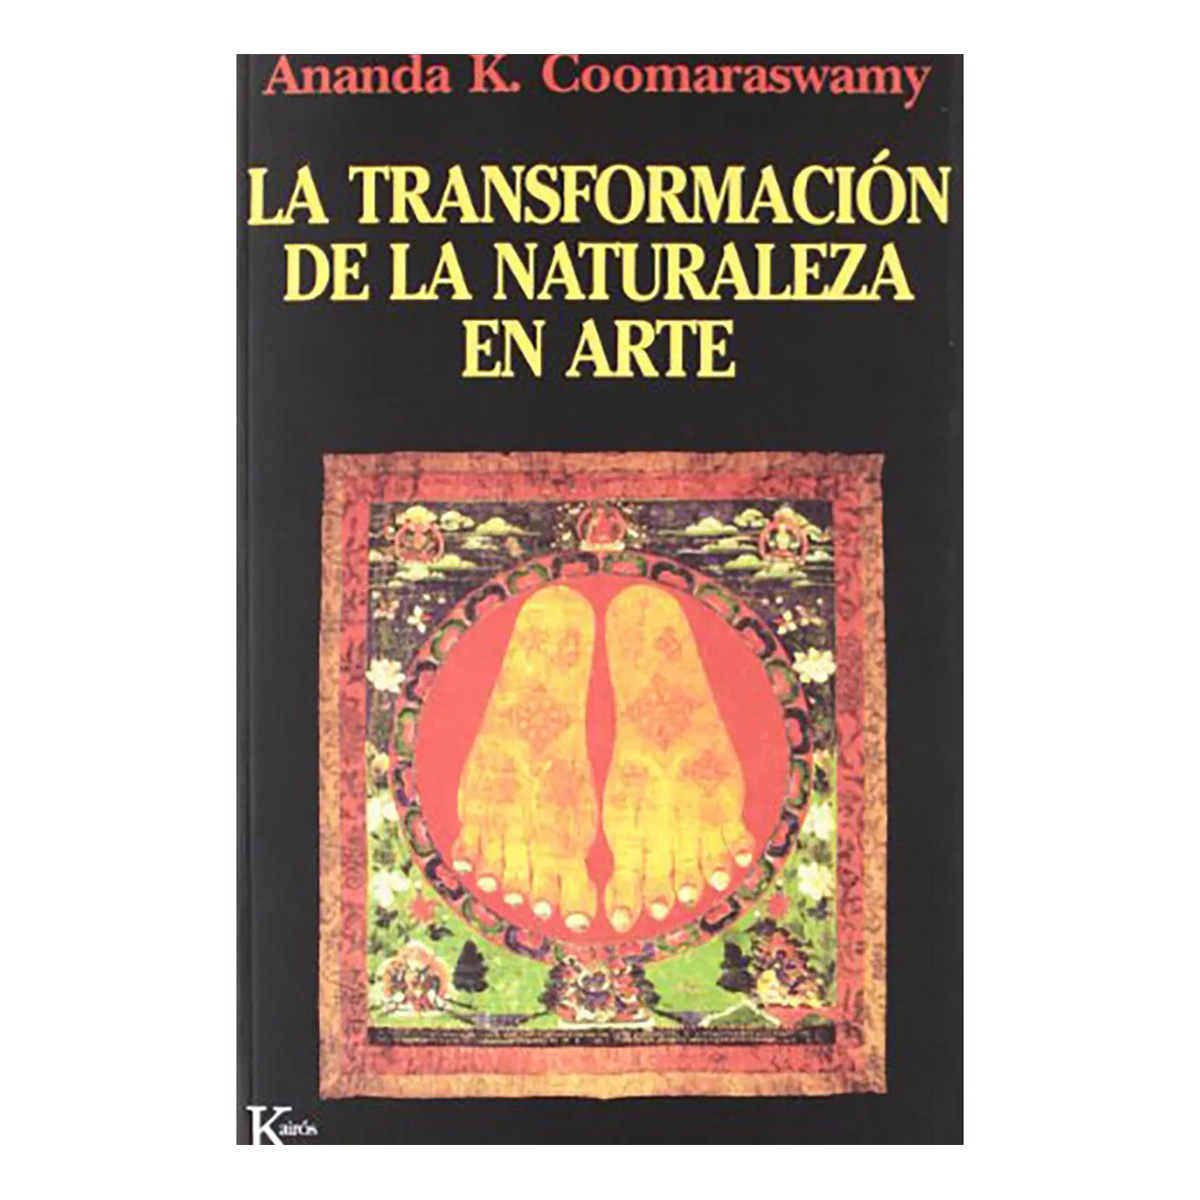 Ananda K. Coomaraswamy
LA TRANSFORMACIÓN
DE LA NATURALEZA
EN ARTE
Kairós